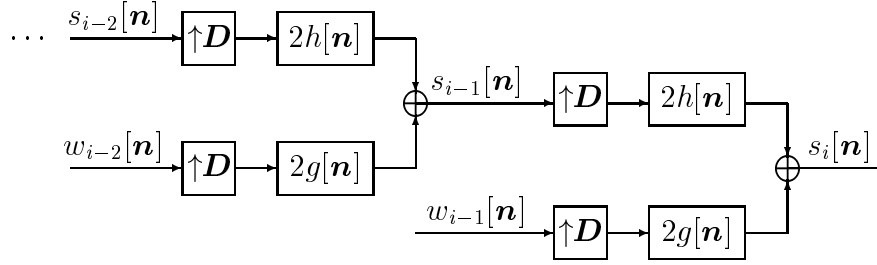 s_{i-2}[n]
··· ↑D 2h[n]
s_{i-1}[n] ↑D 2h[n]
w_{i-2}[n]
↑D 2g[n]
s_i[n]
w_{i-1}[n]
↑D 2g[n]